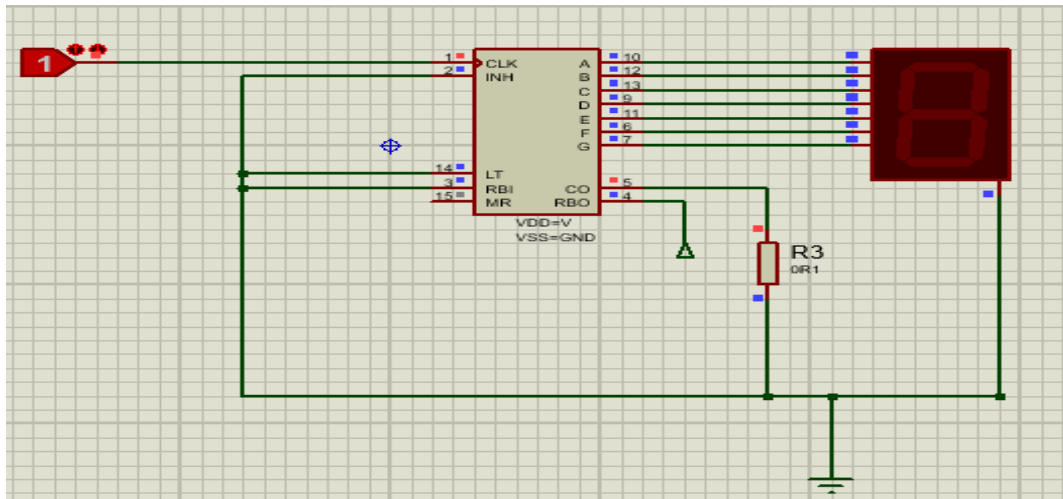 1
1 CLK A 10
2 INH B 12
C 13
D 9
E 11
F 6
G 7
14 LT
3 RBI CO 5
15 MR RBO 4
VDD=V
VSS=GND
R3
0R1